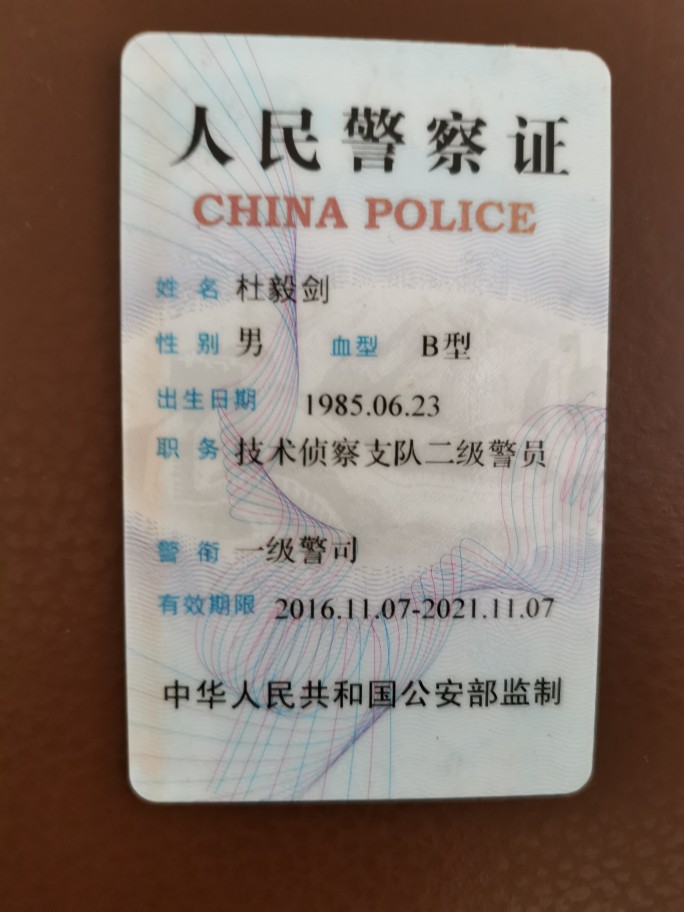 人民警察证
CHINA POLICE
姓名 杜毅剑
性别 男 血型 B型
出生日期 1985.06.23
职务 技术侦察支队二级警员
警衔 一级警司
有效期限 2016.11.07-2021.11.07
中华人民共和国公安部监制